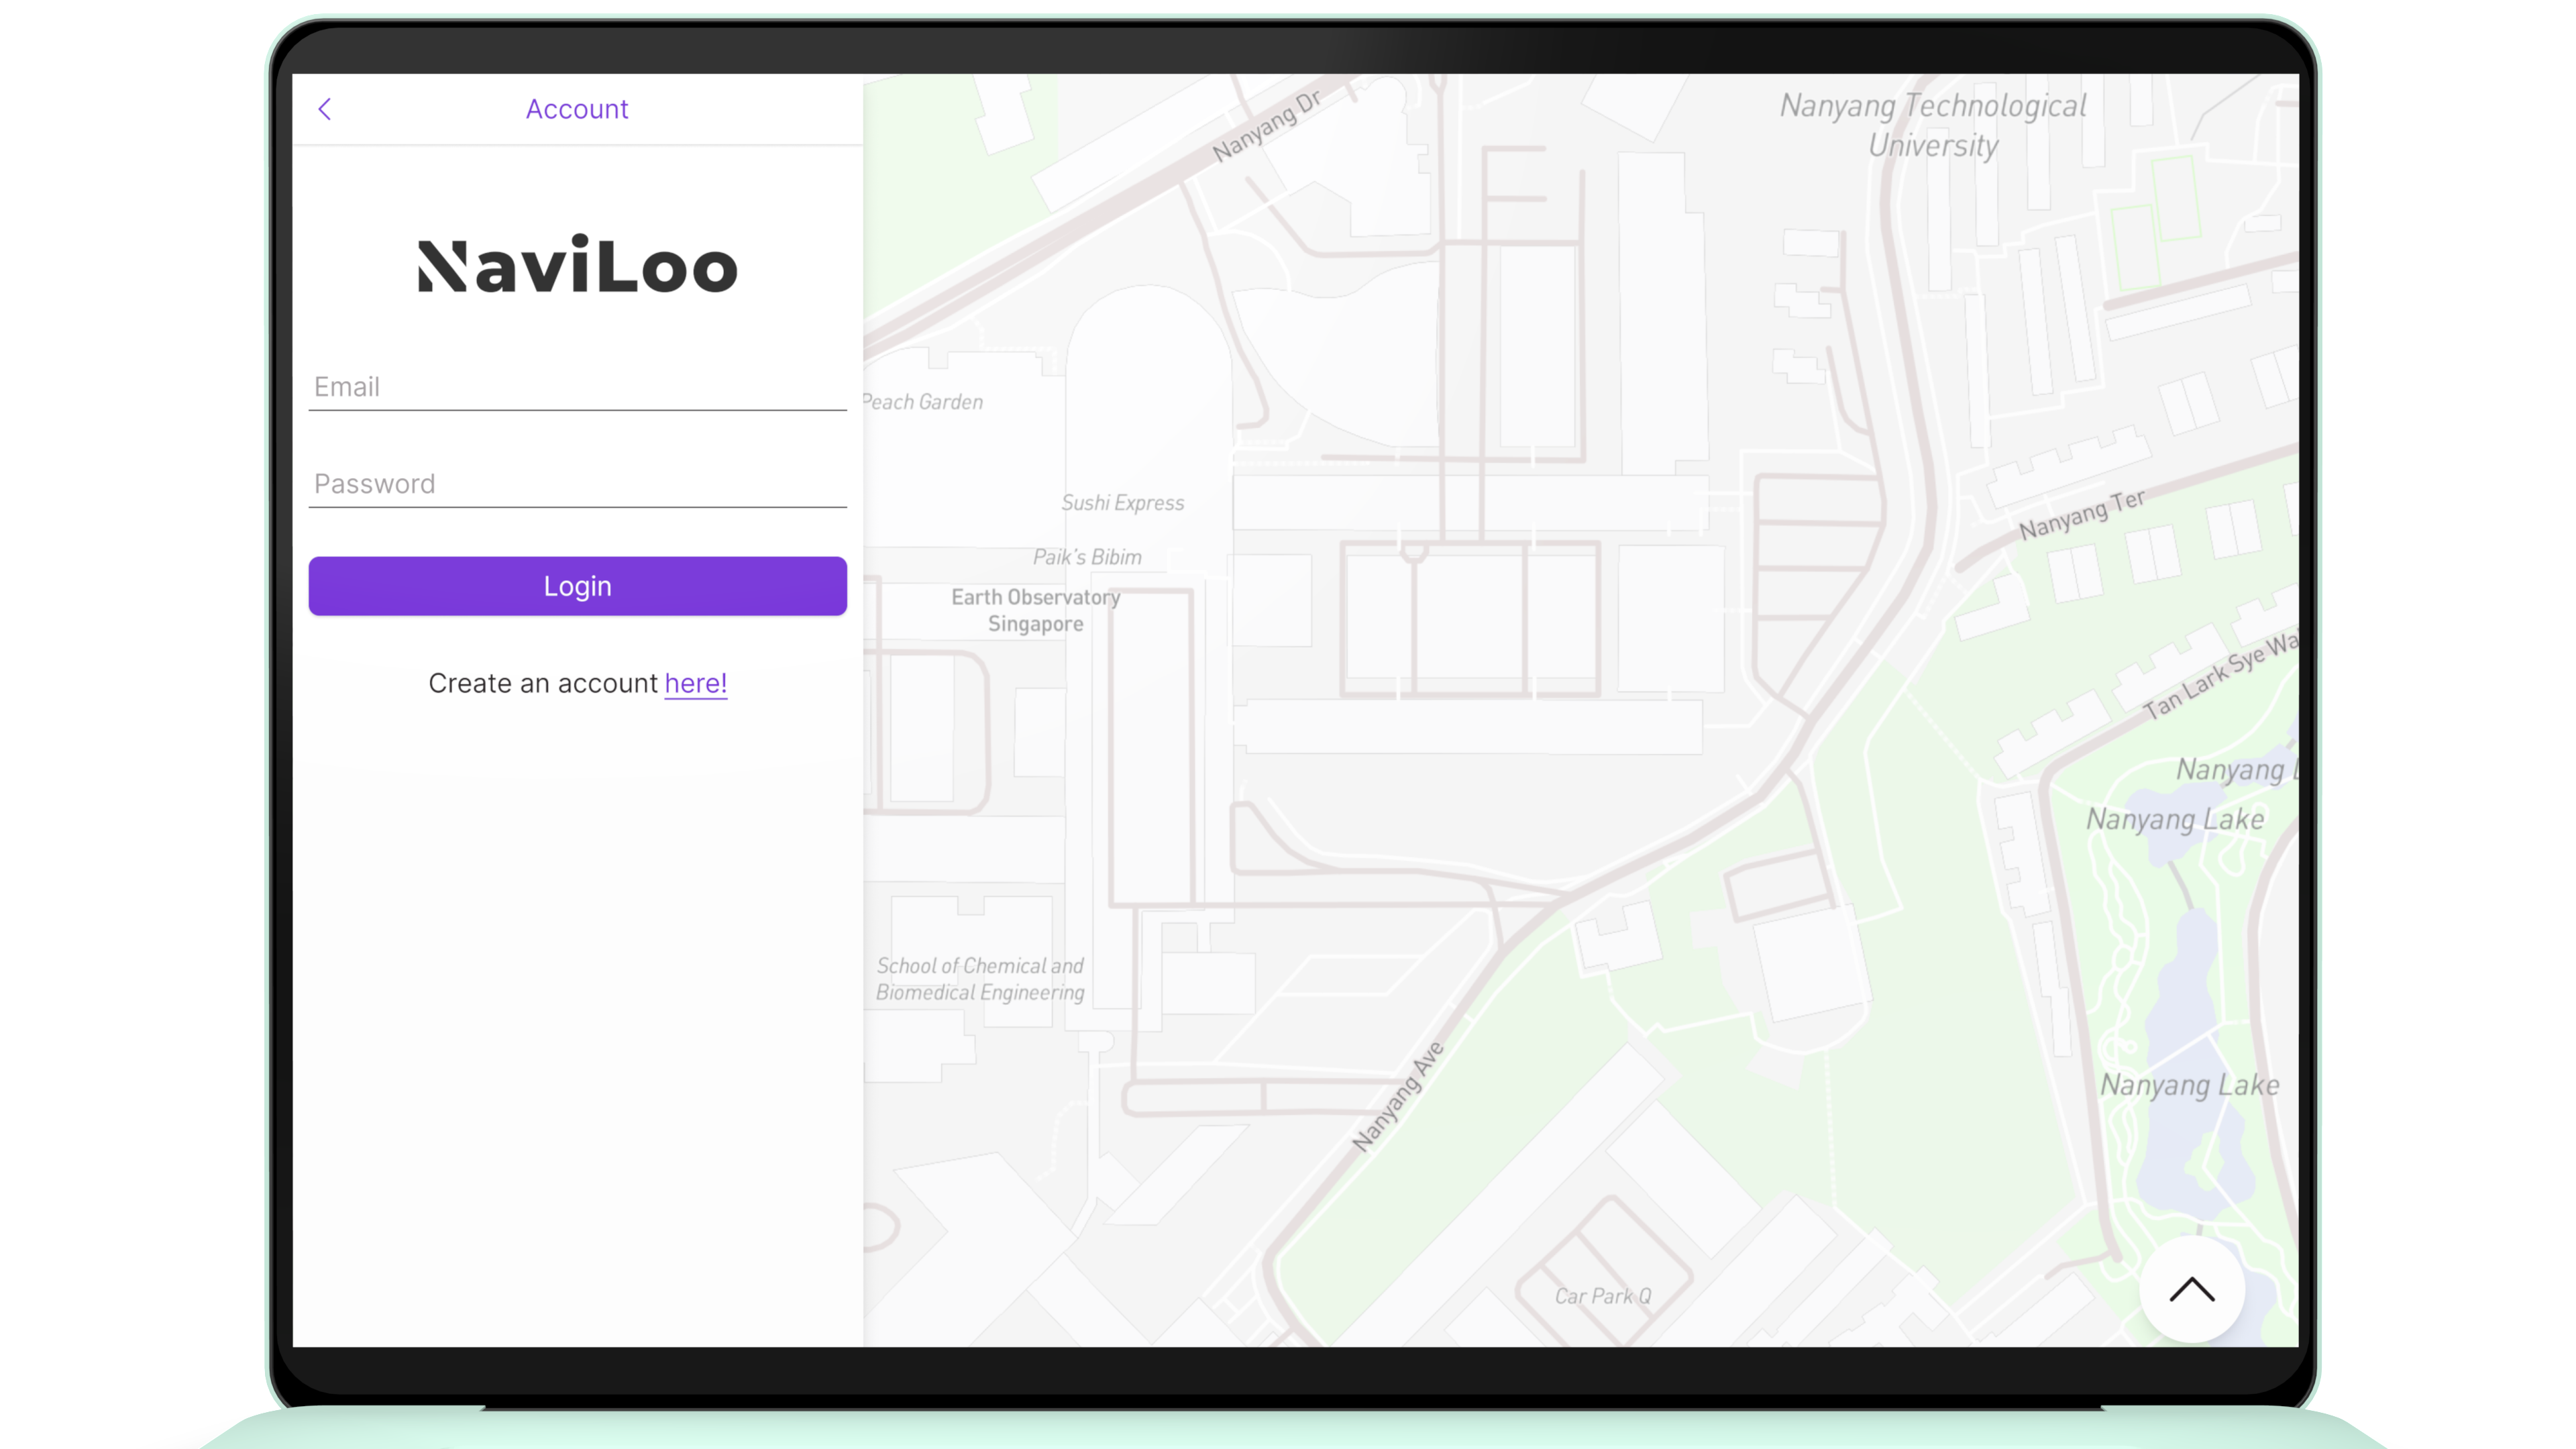 Account
NaviLoo
Email
Password
Login
Create an account here!
Nanyang Dr
Nanyang Technological
University
Peach Garden
Sushi Express
Paik's Bibim
Earth Observatory
Singapore
Nanyang Ter
Tan Lark Sye Wa
Nanyang L
Nanyang Lake
School of Chemical and
Biomedical Engineering
Nanyang Ave
Nanyang Lake
Car Park Q